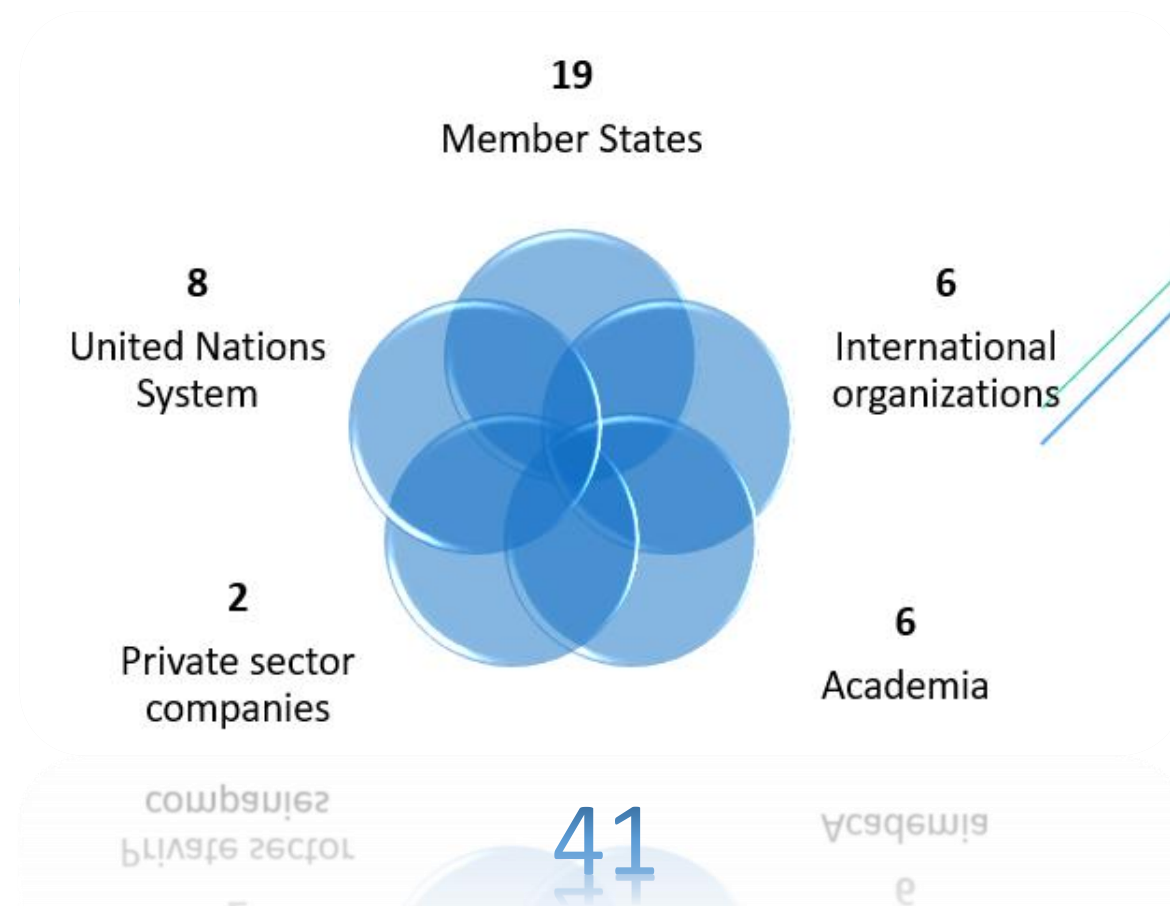 19
Member States
8
United Nations
System
6
International
organizations
2
Private sector
companies
6
Academia
41